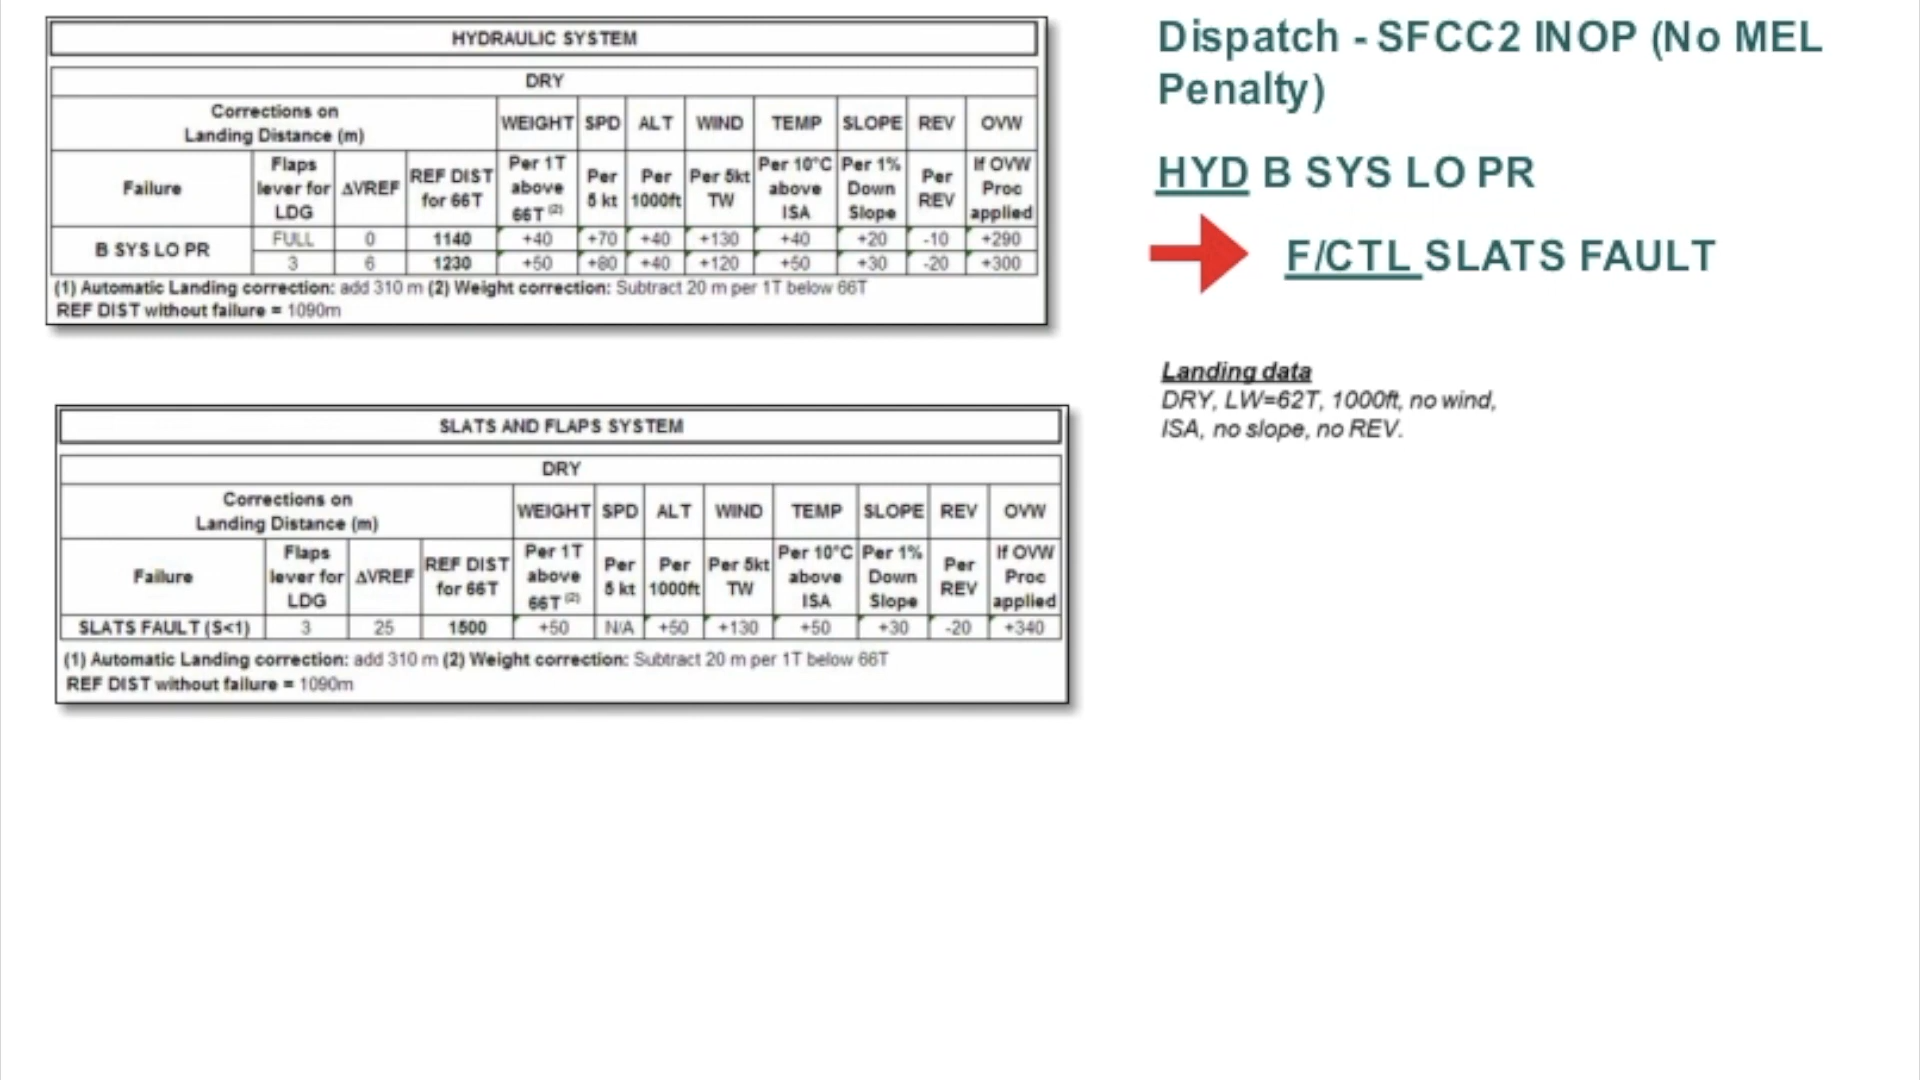 HYDRAULIC SYSTEM
DRY
Corrections on
Landing Distance (m)
WEIGHT SPD ALT WIND TEMP SLOPE REV OVW
Failure
Flaps lever for LDG
ΔVREF
REF DIST for 66T
Per 1T above 66T (2)
Per 5 kt
Per 1000ft
Per 5kt TW
Per 10°C above ISA
Per 1% Down Slope
Per REV
If OVW Proc applied
B SYS LO PR
FULL 0 1140 +40 +70 +40 +130 +40 +20 -10 +290
3 6 1230 +50 +80 +40 +120 +50 +30 -20 +300
(1) Automatic Landing correction: add 310 m (2) Weight correction: Subtract 20 m per 1T below 66T
REF DIST without failure = 1090m
SLATS AND FLAPS SYSTEM
DRY
Corrections on
Landing Distance (m)
WEIGHT SPD ALT WIND TEMP SLOPE REV OVW
Failure
Flaps lever for LDG
ΔVREF
REF DIST for 66T
Per 1T above 66T (2)
Per 5 kt
Per 1000ft
Per 5kt TW
Per 10°C above ISA
Per 1% Down Slope
Per REV
If OVW Proc applied
SLATS FAULT (S<1) 3 25 1500 +50 N/A +50 +130 +50 +30 -20 +340
(1) Automatic Landing correction: add 310 m (2) Weight correction: Subtract 20 m per 1T below 66T
REF DIST without failure = 1090m
Dispatch - SFCC2 INOP (No MEL
Penalty)
HYD B SYS LO PR
F/CTL SLATS FAULT
Landing data
DRY, LW=62T, 1000ft, no wind,
ISA, no slope, no REV.